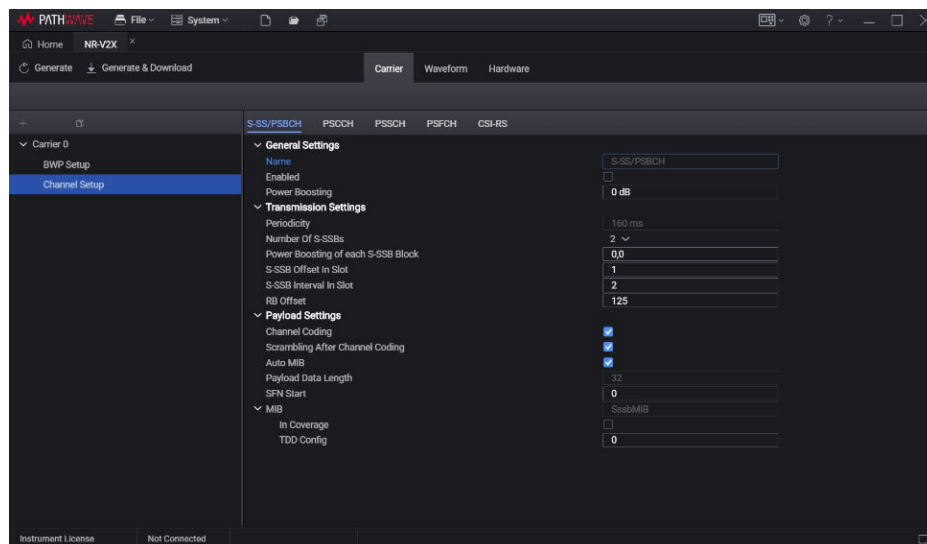 PATHWAVE File System
Home NR-V2X
Generate Generate & Download Carrier Waveform Hardware
S-SS/PSBCH PSCCH PSSCH PSFCH CSI-RS
Carrier 0
BWP Setup
Channel Setup
General Settings
Name S-SS/PSBCH
Enabled
Power Boosting 0 dB
Transmission Settings
Periodicity 160 ms
Number Of S-SSBs 2
Power Boosting of each S-SSB Block 0,0
S-SSB Offset In Slot 1
S-SSB Interval In Slot 2
RB Offset 125
Payload Settings
Channel Coding
Scrambling After Channel Coding
Auto MIB
Payload Data Length 32
SFN Start 0
MIB SssbMIB
In Coverage
TDD Config 0
Instrument License Not Connected